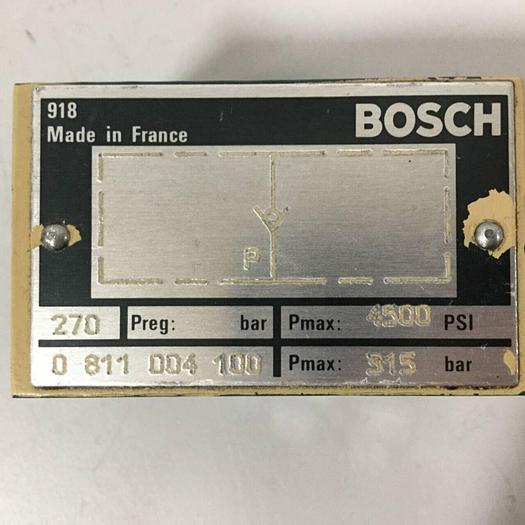 918
BOSCH
Made in France
P
270 Preg: bar Pmax: 4500 PSI
0 811 004 100 Pmax: 315 bar